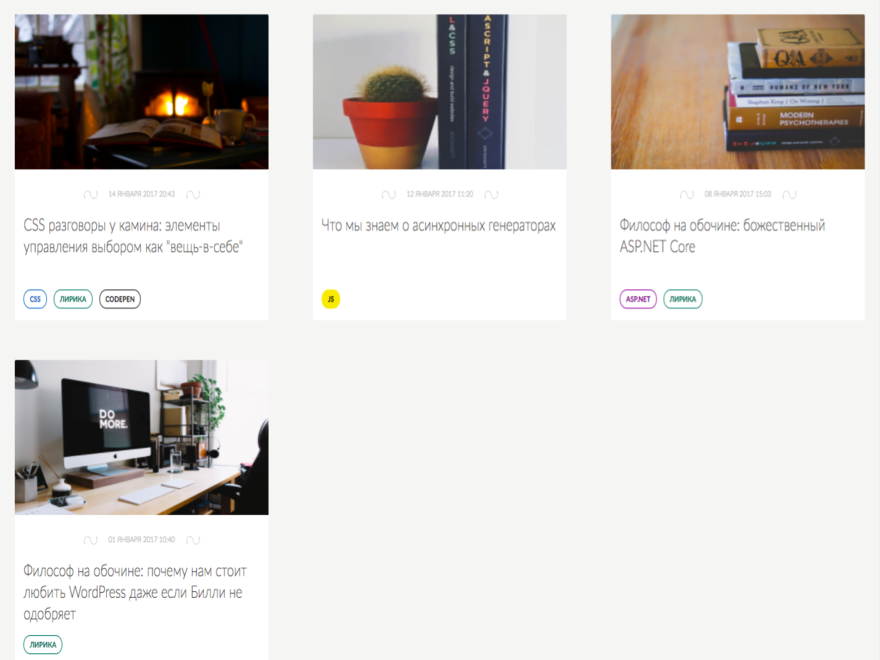 L&CSS
design and build websites
ASCRIPT & JQUERY
Q&A
HUMANS OF NEW YORK
Stephen King | On Writing
MODERN
PSYCHOTHERAPIES
14 ЯНВАРЯ 2017 20:43
12 ЯНВАРЯ 2017 11:20
08 ЯНВАРЯ 2017 15:03
CSS разговоры у камина: элементы
управления выбором как "вещь-в-себе"
Что мы знаем о асинхронных генераторах
Философ на обочине: божественный
ASP.NET Core
CSS
ЛИРИКА
CODEPEN
JS
ASP.NET
ЛИРИКА
DO
MORE.
01 ЯНВАРЯ 2017 10:40
Философ на обочине: почему нам стоит
любить WordPress даже если Билли не
одобряет
ЛИРИКА